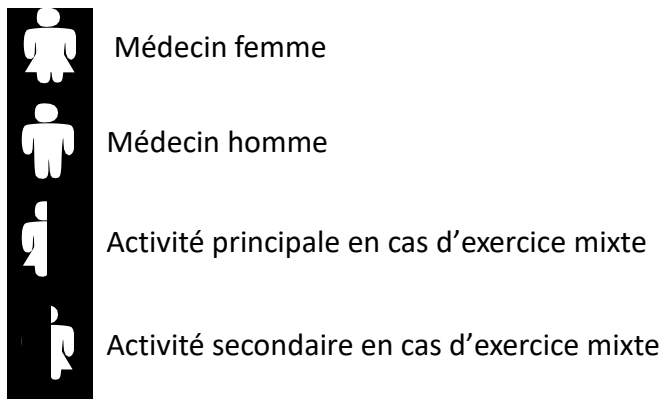 Médecin femme
Médecin homme
Activité principale en cas d’exercice mixte
Activité secondaire en cas d’exercice mixte